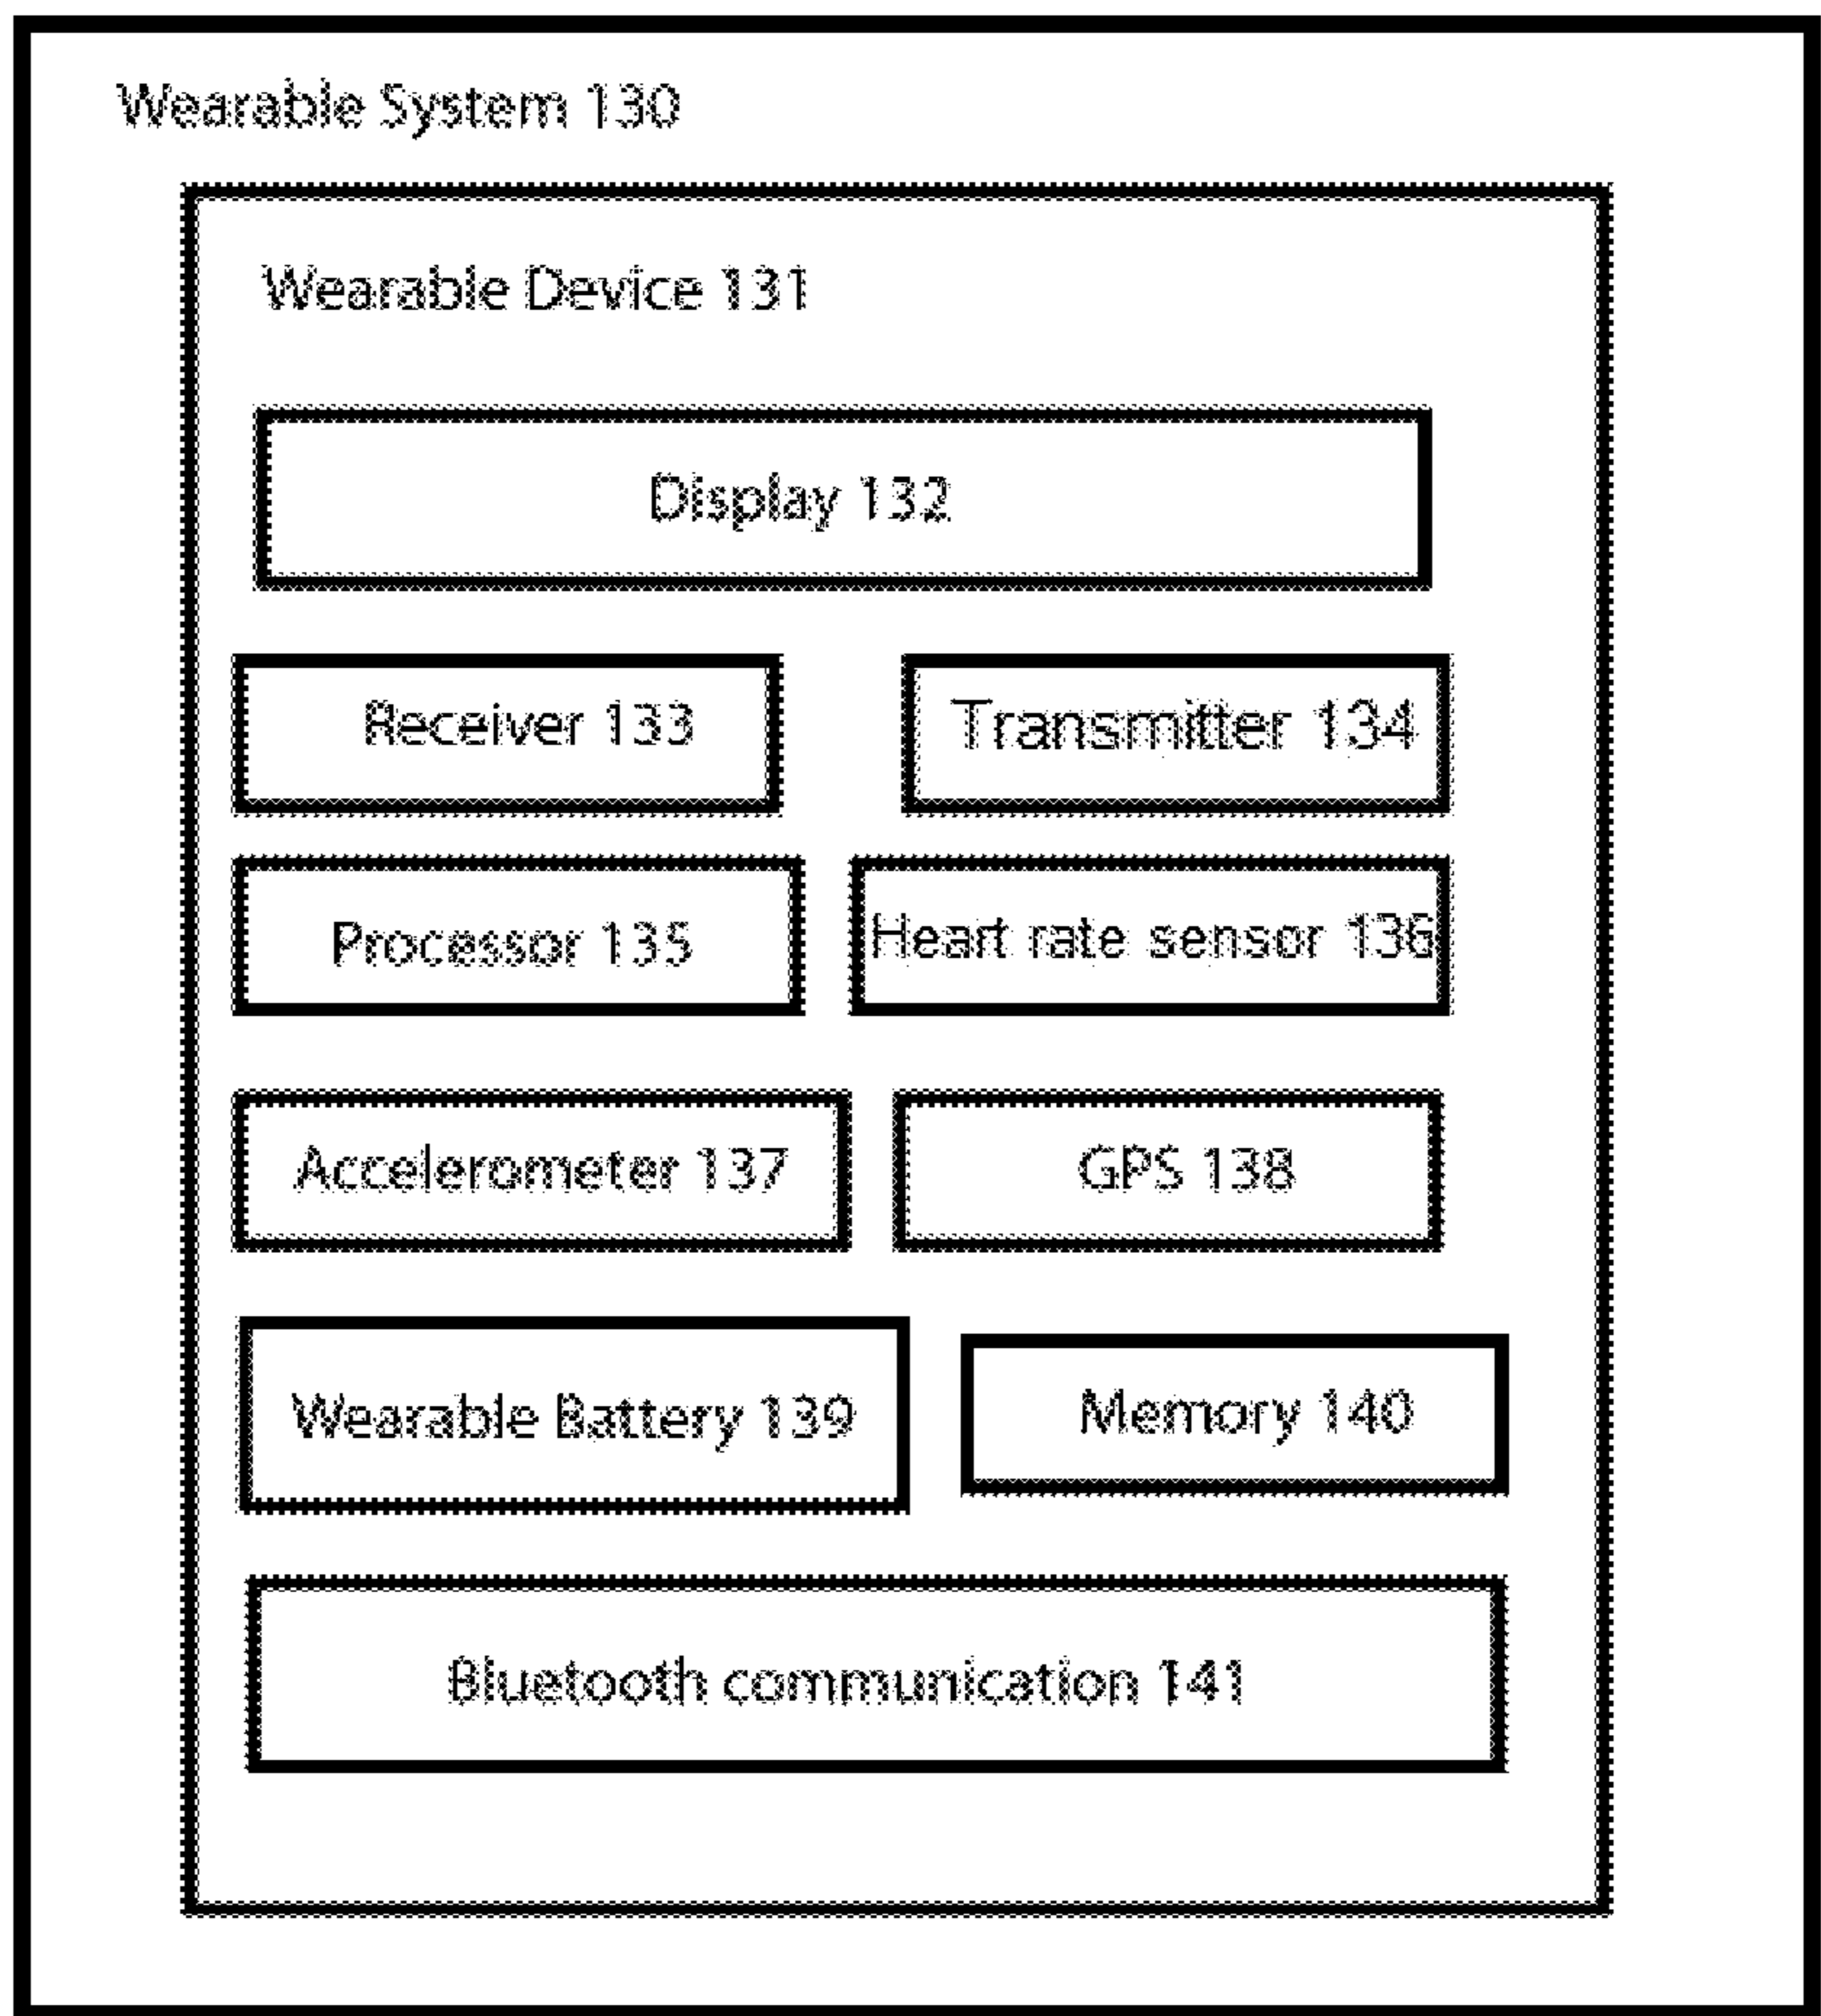 Wearable System 130
Wearable Device 131
Display 132
Receiver 133
Transmitter 134
Processor 135
Heart rate sensor 136
Accelerometer 137
GPS 138
Wearable Battery 139
Memory 140
Bluetooth communication 141